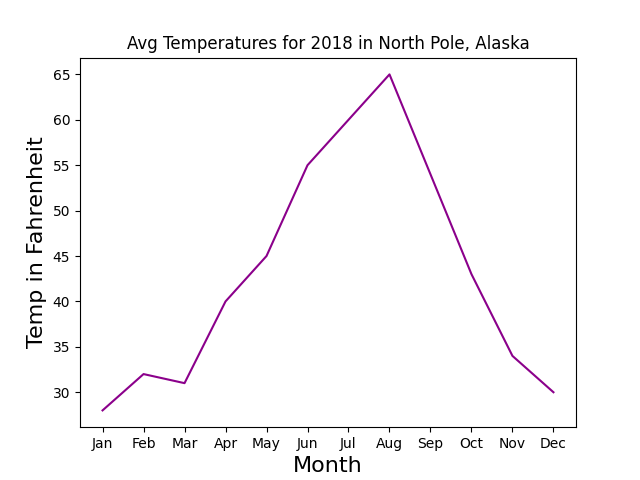 Avg Temperatures for 2018 in North Pole, Alaska
Temp in Fahrenheit
65
60
55
50
45
40
35
30
Jan Feb Mar Apr May Jun Jul Aug Sep Oct Nov Dec
Month